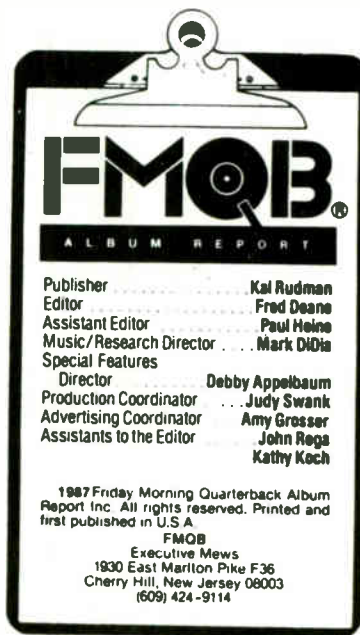 FMQB®
ALBUM REPORT
Publisher Kal Rudman
Editor Fred Deane
Assistant Editor Paul Heine
Music/Research Director Mark DiDia
Special Features
Director Debby Appelbaum
Production Coordinator Judy Swank
Advertising Coordinator Amy Grosser
Assistants to the Editor John Rega
Kathy Koch
1987 Friday Morning Quarterback Album
Report Inc. All rights reserved. Printed and
first published in U.S.A.
FMQB
Executive Mews
1930 East Marlton Pike F36
Cherry Hill, New Jersey 08003
(609) 424-9114